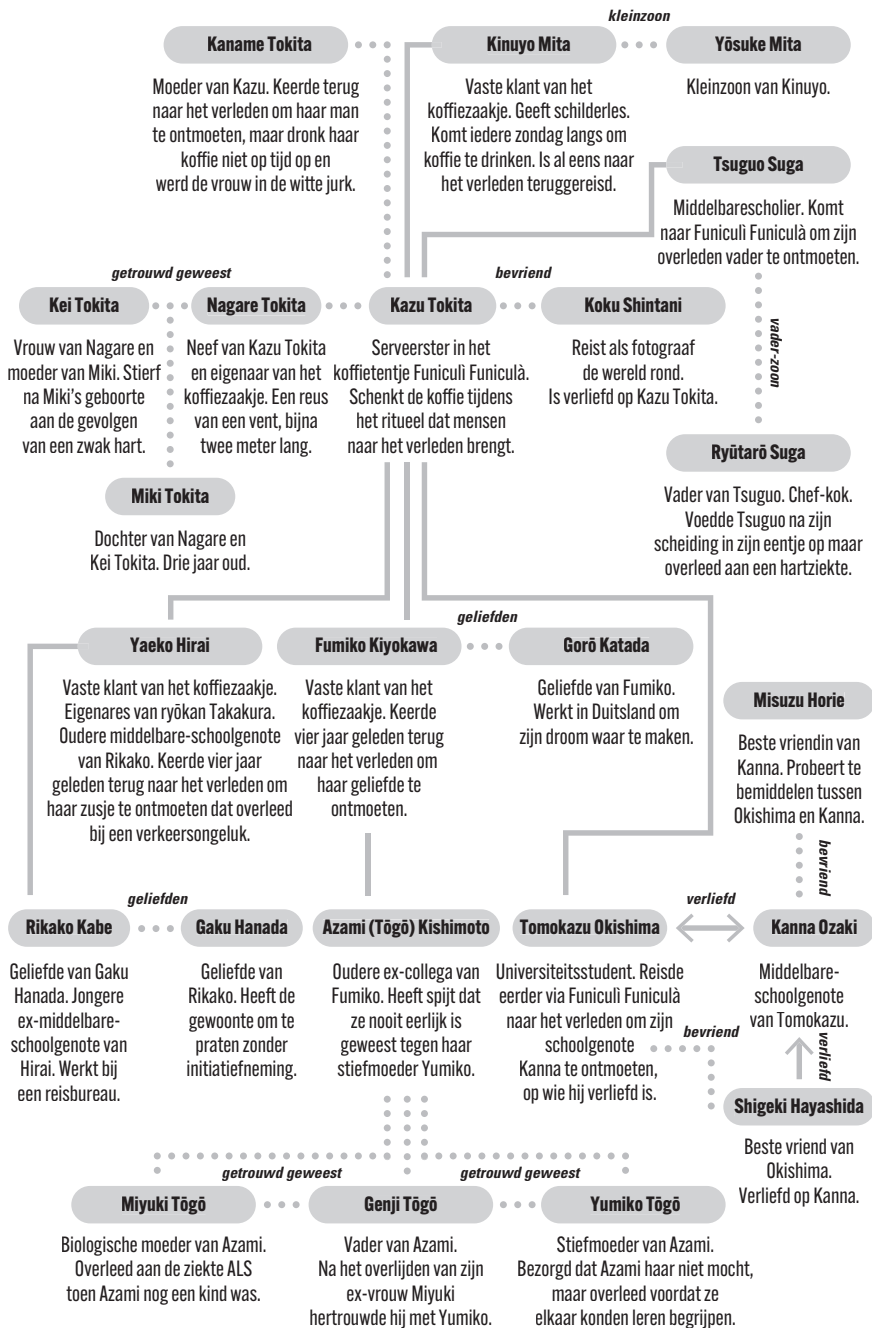 Kaname Tokita
Moeder van Kazu. Keerde terug
naar het verleden om haar man
te ontmoeten, maar dronk haar
koffie niet op tijd op en
werd de vrouw in de witte jurk.
Kinuyo Mita
Vaste klant van het
koffiezaakje. Geeft schilderles.
Komt iedere zondag langs om
koffie te drinken. Is al eens naar
het verleden teruggereisd.
kleinzoon
Yōsuke Mita
Kleinzoon van Kinuyo.
Tsuguo Suga
Middelbarescholier. Komt
naar Funiculì Funiculà om zijn
overleden vader te ontmoeten.
getrouwd geweest
Kei Tokita
Vrouw van Nagare en
moeder van Miki. Stierf
na Miki's geboorte
aan de gevolgen
van een zwak hart.
Nagare Tokita
Neef van Kazu Tokita
en eigenaar van het
koffiezaakje. Een reus
van een vent, bijna
twee meter lang.
Kazu Tokita
Serveerster in het
koffietentje Funiculì Funiculà.
Schenkt de koffie tijdens
het ritueel dat mensen
naar het verleden brengt.
bevriend
Koku Shintani
Reist als fotograaf
de wereld rond.
Is verliefd op Kazu Tokita.
vader-zoon
Ryūtarō Suga
Vader van Tsuguo. Chef-kok.
Voedde Tsuguo na zijn
scheiding in zijn eentje op maar
overleed aan een hartziekte.
Miki Tokita
Dochter van Nagare en
Kei Tokita. Drie jaar oud.
Yaeko Hirai
Vaste klant van het koffiezaakje.
Eigenares van ryōkan Takakura.
Oudere middelbare-schoolgenote
van Rikako. Keerde vier jaar
geleden terug naar het verleden om
haar zusje te ontmoeten dat overleed
bij een verkeersongeluk.
Fumiko Kiyokawa
Vaste klant van het
koffiezaakje. Keerde
vier jaar geleden terug
naar het verleden om
haar geliefde te
ontmoeten.
geliefden
Gorō Katada
Geliefde van Fumiko.
Werkt in Duitsland om
zijn droom waar te maken.
Misuzu Horie
Beste vriendin van
Kanna. Probeert te
bemiddelen tussen
Okishima en Kanna.
bevriend
Rikako Kabe
Geliefde van Gaku
Hanada. Jongere
ex-middelbare-
schoolgenote van
Hirai. Werkt bij
een reisbureau.
geliefden
Gaku Hanada
Geliefde van
Rikako. Heeft de
gewoonte om te
praten zonder
initiatiefneming.
Azami (Tōgō) Kishimoto
Oudere ex-collega van
Fumiko. Heeft spijt dat
ze nooit eerlijk is
geweest tegen haar
stiefmoeder Yumiko.
Tomokazu Okishima
Universiteitsstudent. Reisde
eerder via Funiculì Funiculà
naar het verleden om zijn
schoolgenote
Kanna te ontmoeten,
op wie hij verliefd is.
verliefd
Kanna Ozaki
Middelbare-
schoolgenote
van Tomokazu.
bevriend
verliefd
Shigeki Hayashida
Beste vriend van
Okishima.
Verliefd op Kanna.
getrouwd geweest
getrouwd geweest
Miyuki Tōgō
Biologische moeder van Azami.
Overleed aan de ziekte ALS
toen Azami nog een kind was.
Genji Tōgō
Vader van Azami.
Na het overlijden van zijn
ex-vrouw Miyuki
hertrouwde hij met Yumiko.
Yumiko Tōgō
Stiefmoeder van Azami.
Bezorgd dat Azami haar niet mocht,
maar overleed voordat ze
elkaar konden leren begrijpen.